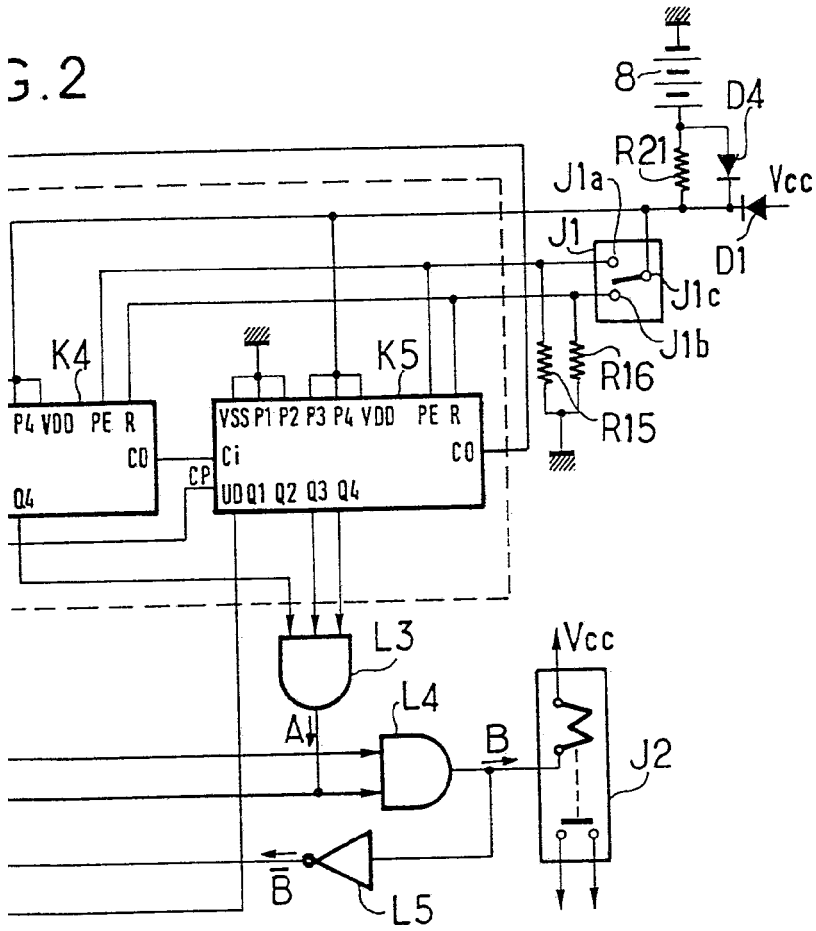 G.2
8
D4
R21
Vcc
J1a
J1
D1
J1c
J1b
K4
K5
R16
R15
P4 VDD PE R
VSS P1 P2 P3 P4 VDD PE R
CO
Ci
CO
CP
Q4
UD Q1 Q2 Q3 Q4
L3
Vcc
L4
A
B
J2
B̅
L5